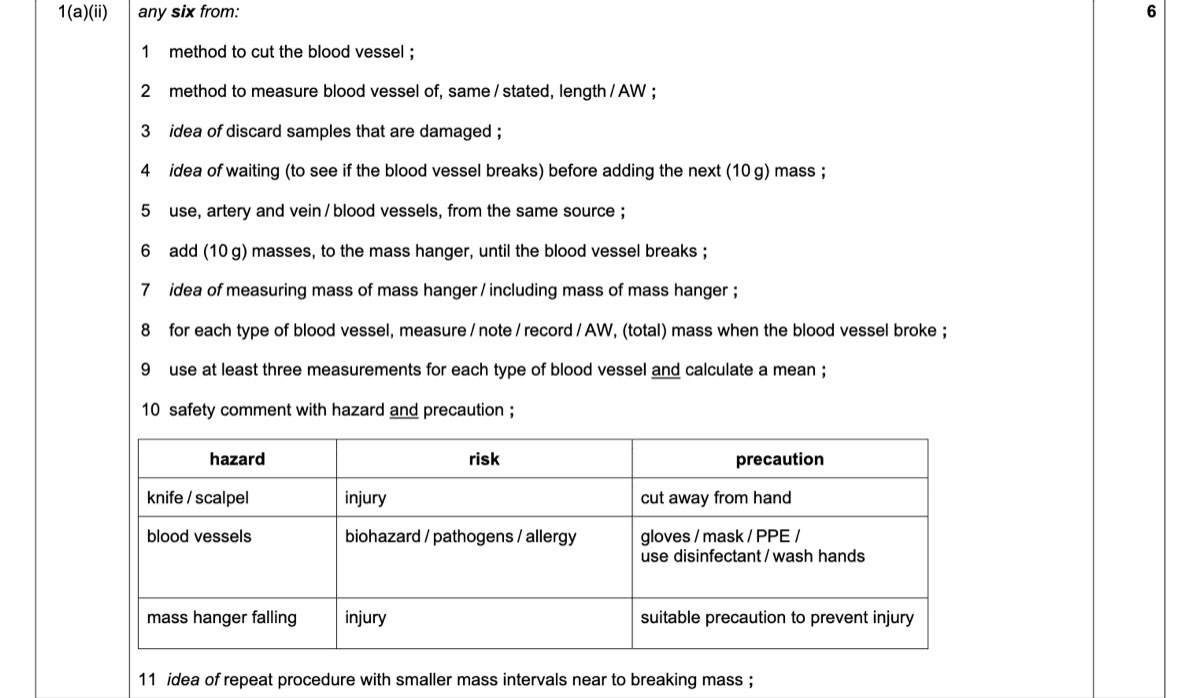 1(a)(ii) any six from: 6
1 method to cut the blood vessel ;
2 method to measure blood vessel of, same / stated, length / AW ;
3 idea of discard samples that are damaged ;
4 idea of waiting (to see if the blood vessel breaks) before adding the next (10 g) mass ;
5 use, artery and vein / blood vessels, from the same source ;
6 add (10 g) masses, to the mass hanger, until the blood vessel breaks ;
7 idea of measuring mass of mass hanger / including mass of mass hanger ;
8 for each type of blood vessel, measure / note / record / AW, (total) mass when the blood vessel broke ;
9 use at least three measurements for each type of blood vessel and calculate a mean ;
10 safety comment with hazard and precaution ;
hazard risk precaution
knife / scalpel injury cut away from hand
blood vessels biohazard / pathogens / allergy gloves / mask / PPE /
use disinfectant / wash hands
mass hanger falling injury suitable precaution to prevent injury
11 idea of repeat procedure with smaller mass intervals near to breaking mass ;